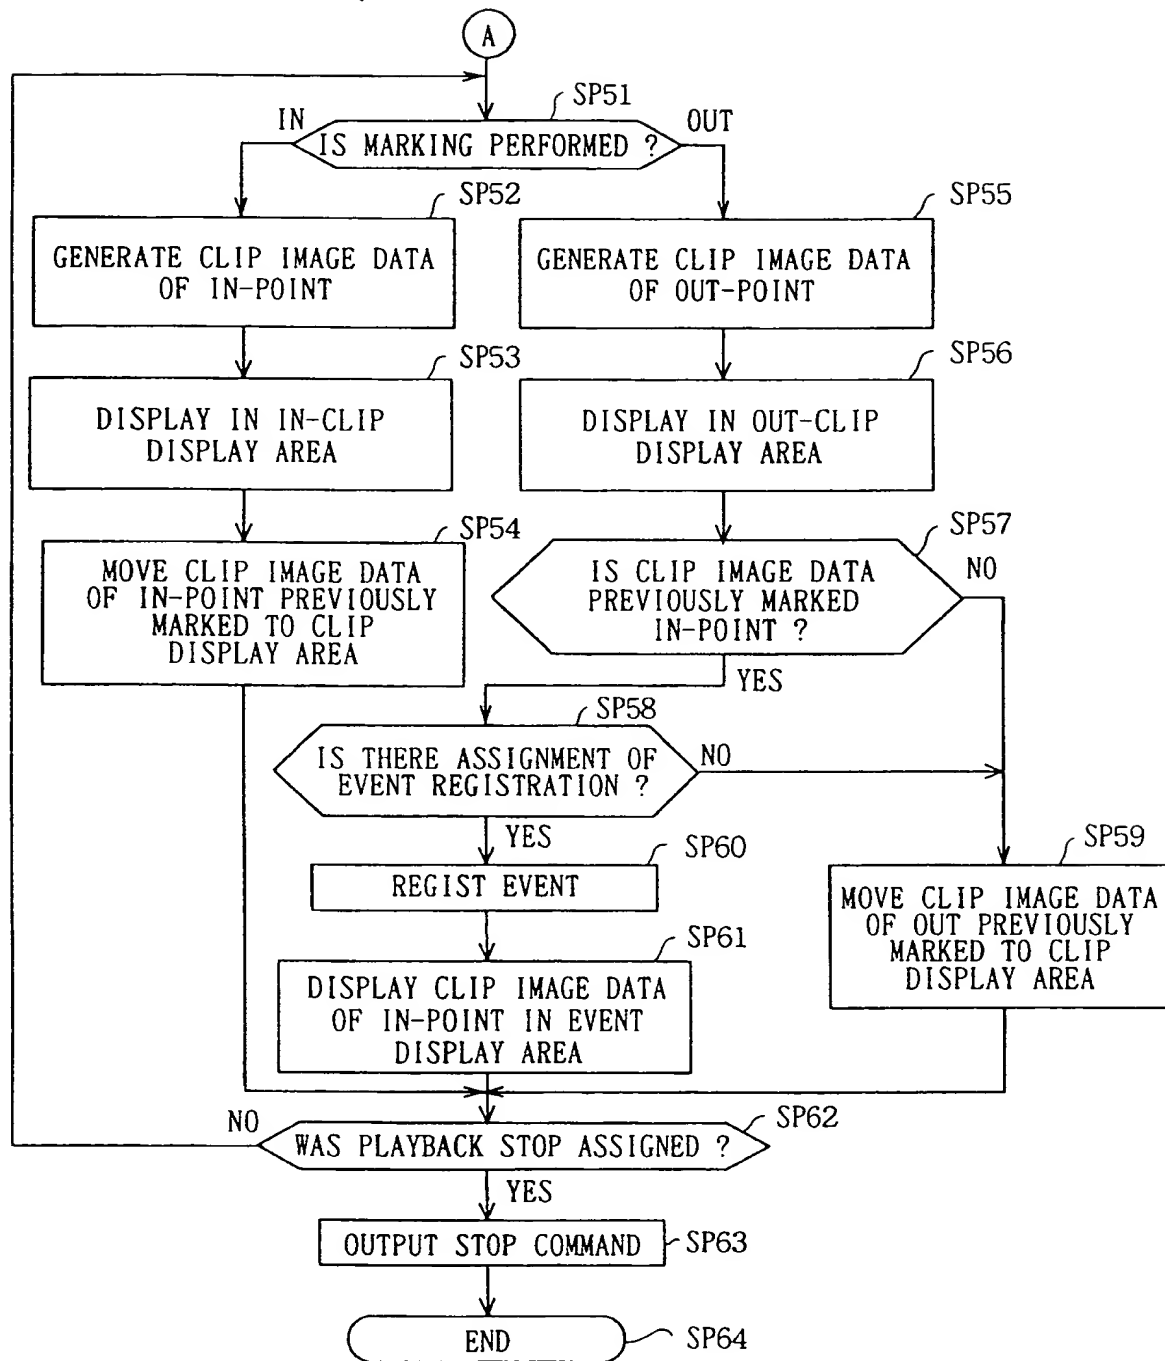 A
SP51
IN
OUT
IS MARKING PERFORMED ?
SP52
GENERATE CLIP IMAGE DATA
OF IN-POINT
SP55
GENERATE CLIP IMAGE DATA
OF OUT-POINT
SP53
DISPLAY IN IN-CLIP
DISPLAY AREA
SP56
DISPLAY IN OUT-CLIP
DISPLAY AREA
SP54
MOVE CLIP IMAGE DATA
OF IN-POINT PREVIOUSLY
MARKED TO CLIP
DISPLAY AREA
SP57
IS CLIP IMAGE DATA
PREVIOUSLY MARKED
IN-POINT ?
NO
YES
SP58
IS THERE ASSIGNMENT OF
EVENT REGISTRATION ?
NO
YES
SP60
REGIST EVENT
SP59
MOVE CLIP IMAGE DATA
OF OUT PREVIOUSLY
MARKED TO CLIP
DISPLAY AREA
SP61
DISPLAY CLIP IMAGE DATA
OF IN-POINT IN EVENT
DISPLAY AREA
SP62
NO
WAS PLAYBACK STOP ASSIGNED ?
YES
OUTPUT STOP COMMAND
SP63
END
SP64